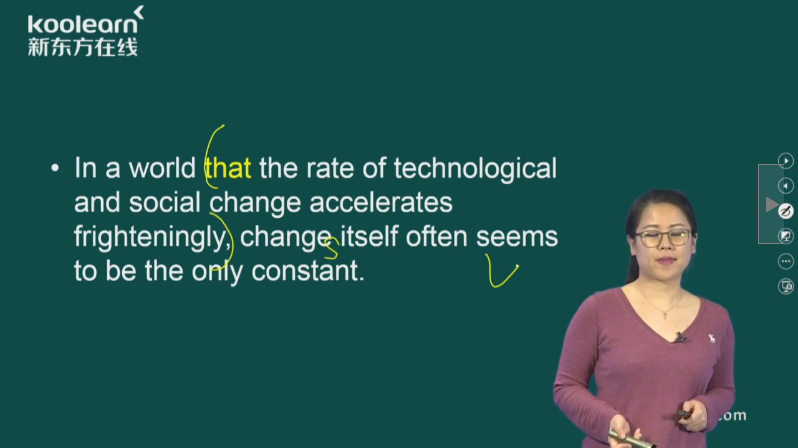 koolearn
新东方在线
• In a world that the rate of technological
and social change accelerates
frighteningly, change itself often seems
to be the only constant.
s
v
.com